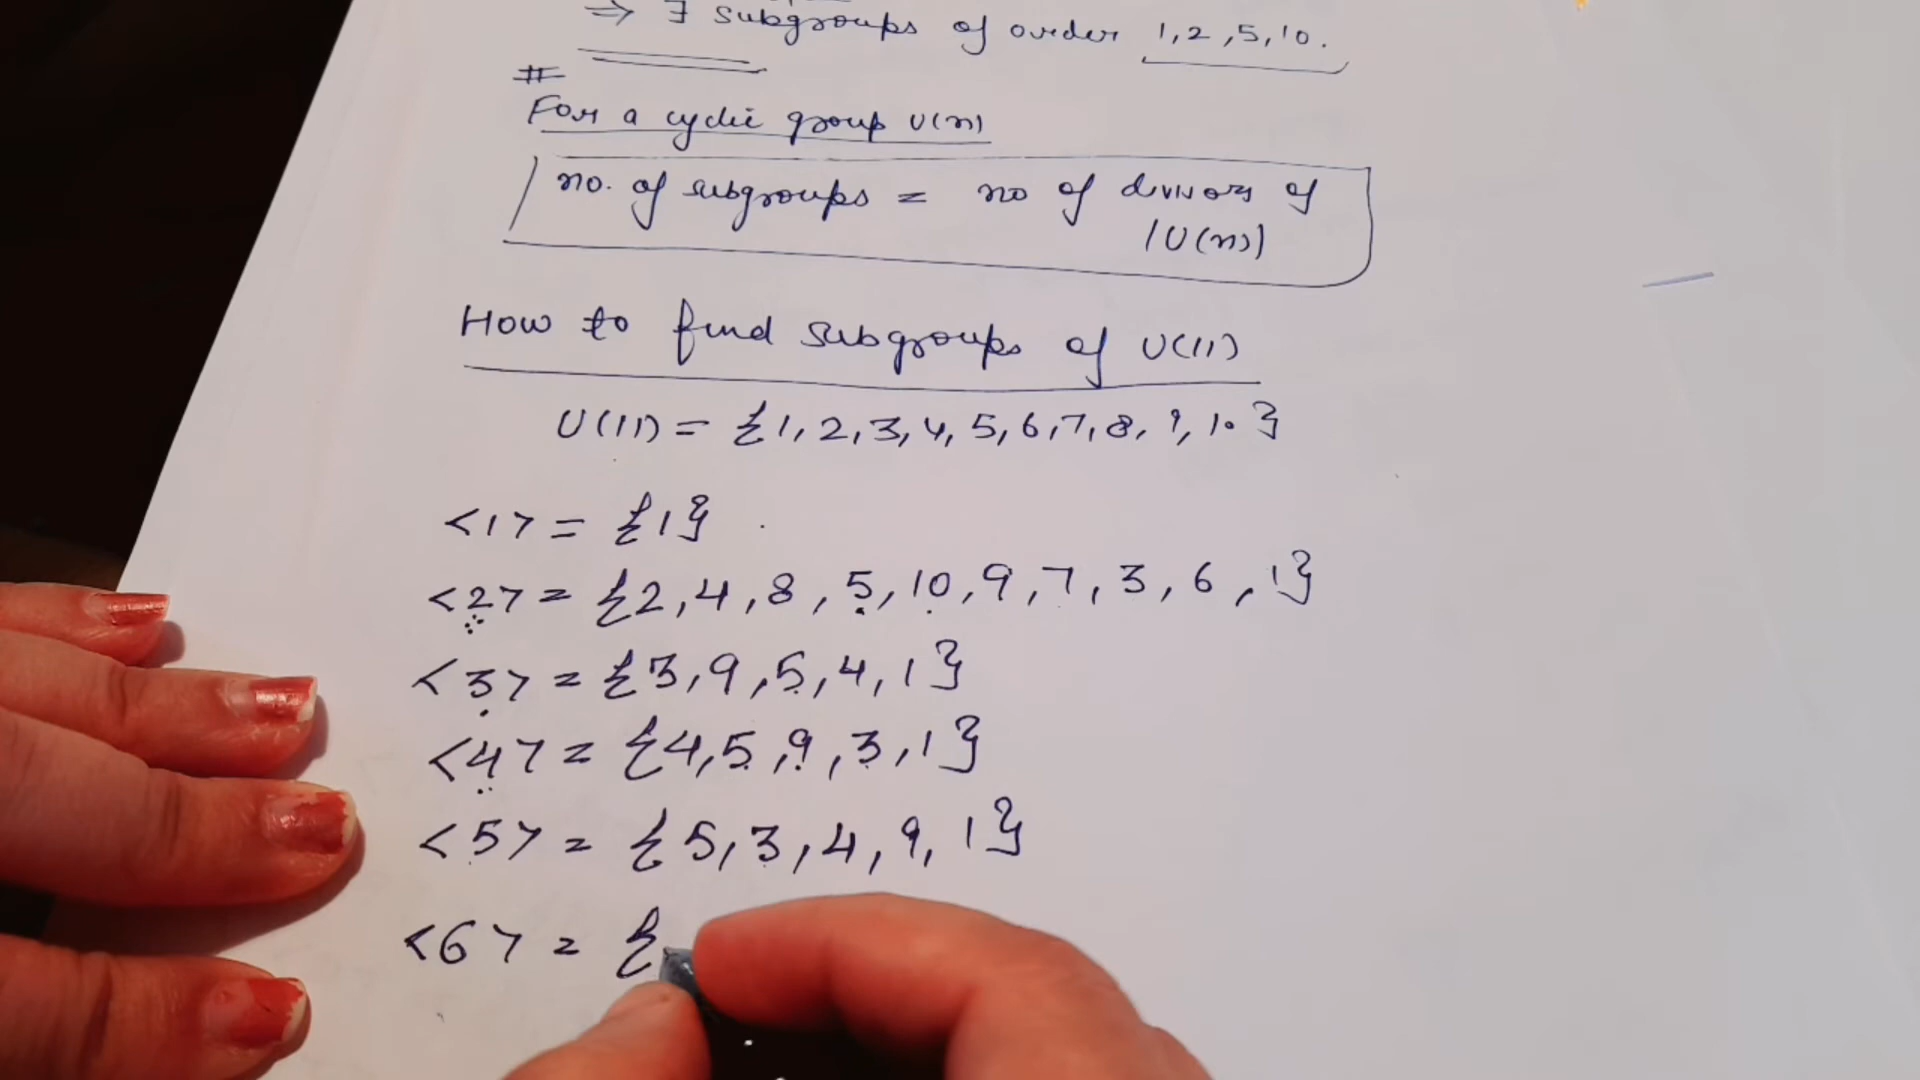 ⇒ ∃ subgroups of order 1,2,5,10.
#
For a cyclic group U(n)
no. of subgroups = no of divisors of
|U(n)|
How to find subgroups of U(11)
U(11) = {1,2,3,4,5,6,7,8,9,10}
<1> = {1}
<2> = {2,4,8,5,10,9,7,3,6,1}
<3> = {3,9,5,4,1}
<4> = {4,5,9,3,1}
<5> = {5,3,4,9,1}
<6> = {